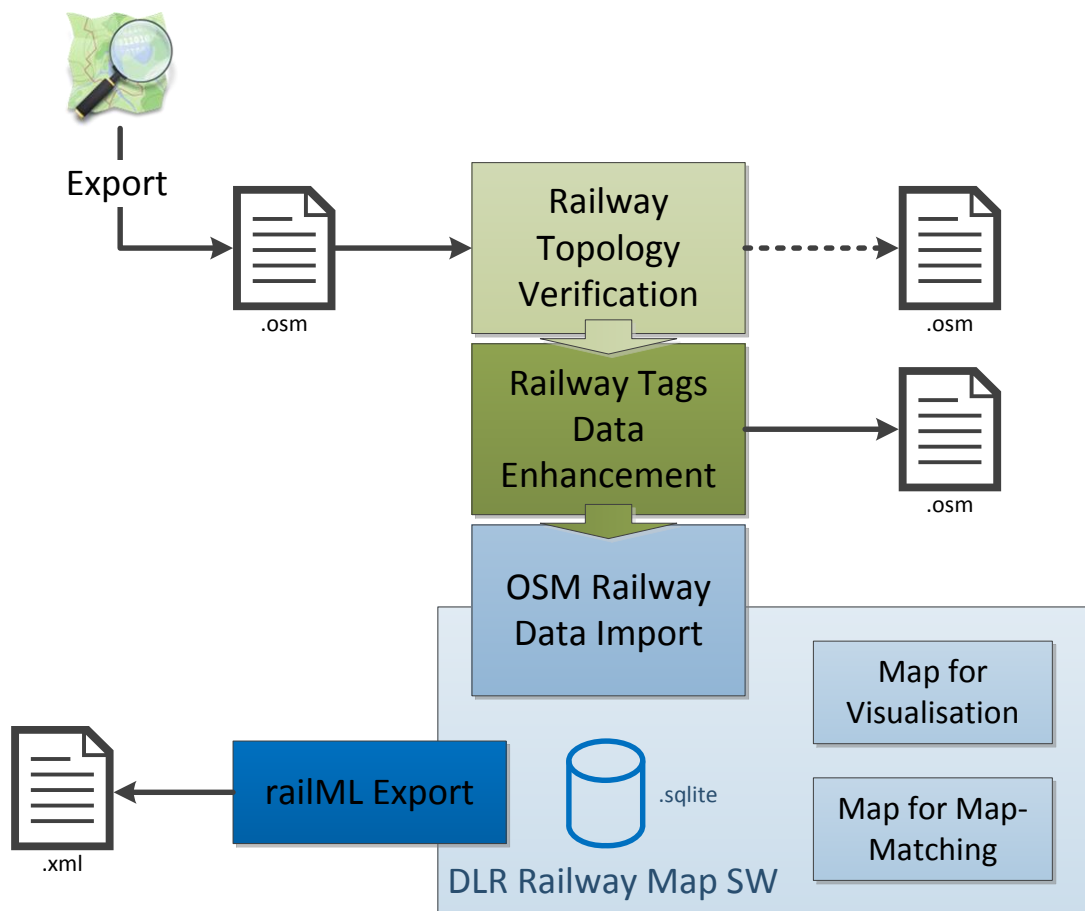 Export
.osm
Railway
Topology
Verification
.osm
Railway Tags
Data
Enhancement
.osm
OSM Railway
Data Import
Map for
Visualisation
railML Export
.sqlite
Map for Map-
Matching
.xml
DLR Railway Map SW